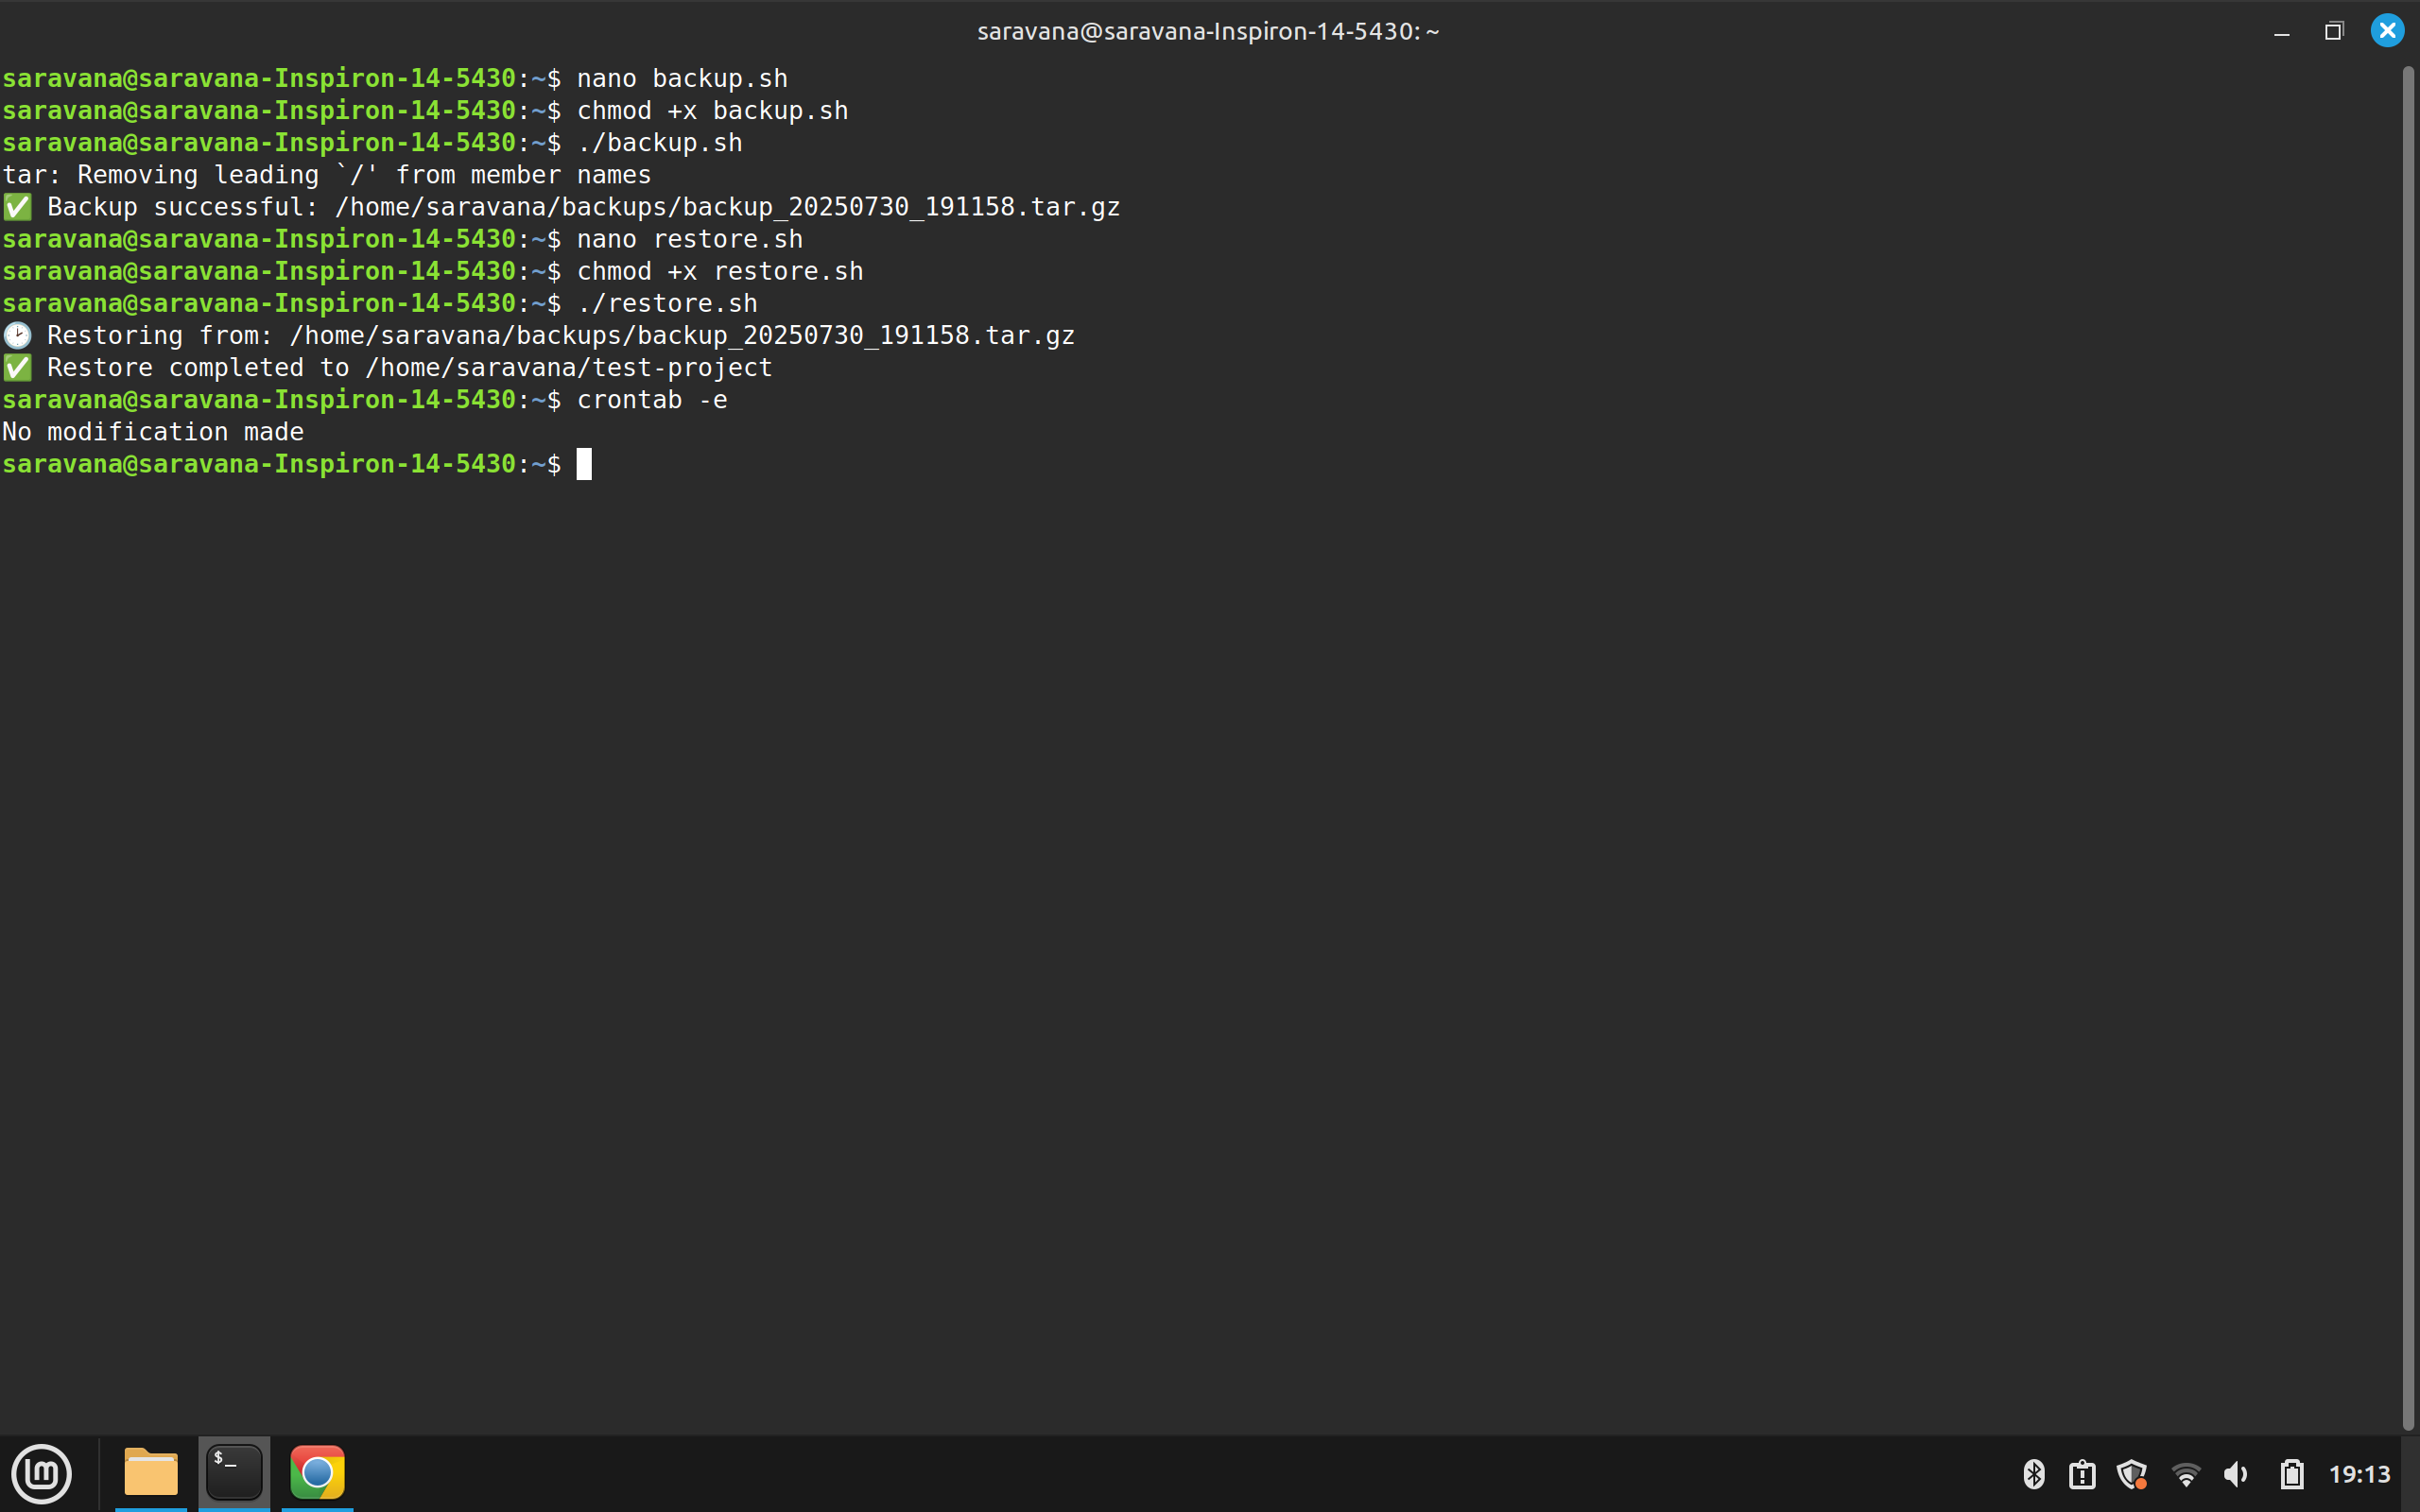 saravana@saravana-Inspiron-14-5430: ~
saravana@saravana-Inspiron-14-5430:~$ nano backup.sh
saravana@saravana-Inspiron-14-5430:~$ chmod +x backup.sh
saravana@saravana-Inspiron-14-5430:~$ ./backup.sh
tar: Removing leading `/' from member names
✅ Backup successful: /home/saravana/backups/backup_20250730_191158.tar.gz
saravana@saravana-Inspiron-14-5430:~$ nano restore.sh
saravana@saravana-Inspiron-14-5430:~$ chmod +x restore.sh
saravana@saravana-Inspiron-14-5430:~$ ./restore.sh
🕑 Restoring from: /home/saravana/backups/backup_20250730_191158.tar.gz
✅ Restore completed to /home/saravana/test-project
saravana@saravana-Inspiron-14-5430:~$ crontab -e
No modification made
saravana@saravana-Inspiron-14-5430:~$
$_
19:13